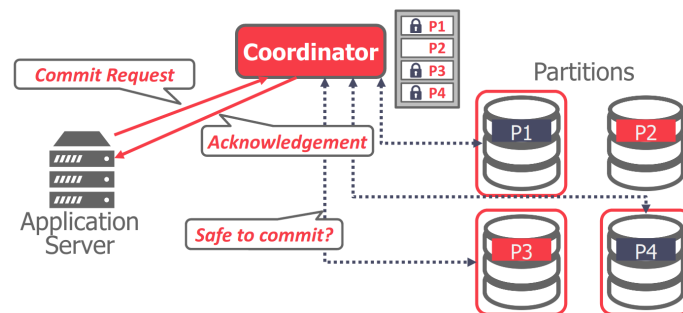 Coordinator
P1
P2
P3
P4
Commit Request
Acknowledgement
Partitions
P1
P2
Application
Server
Safe to commit?
P3
P4